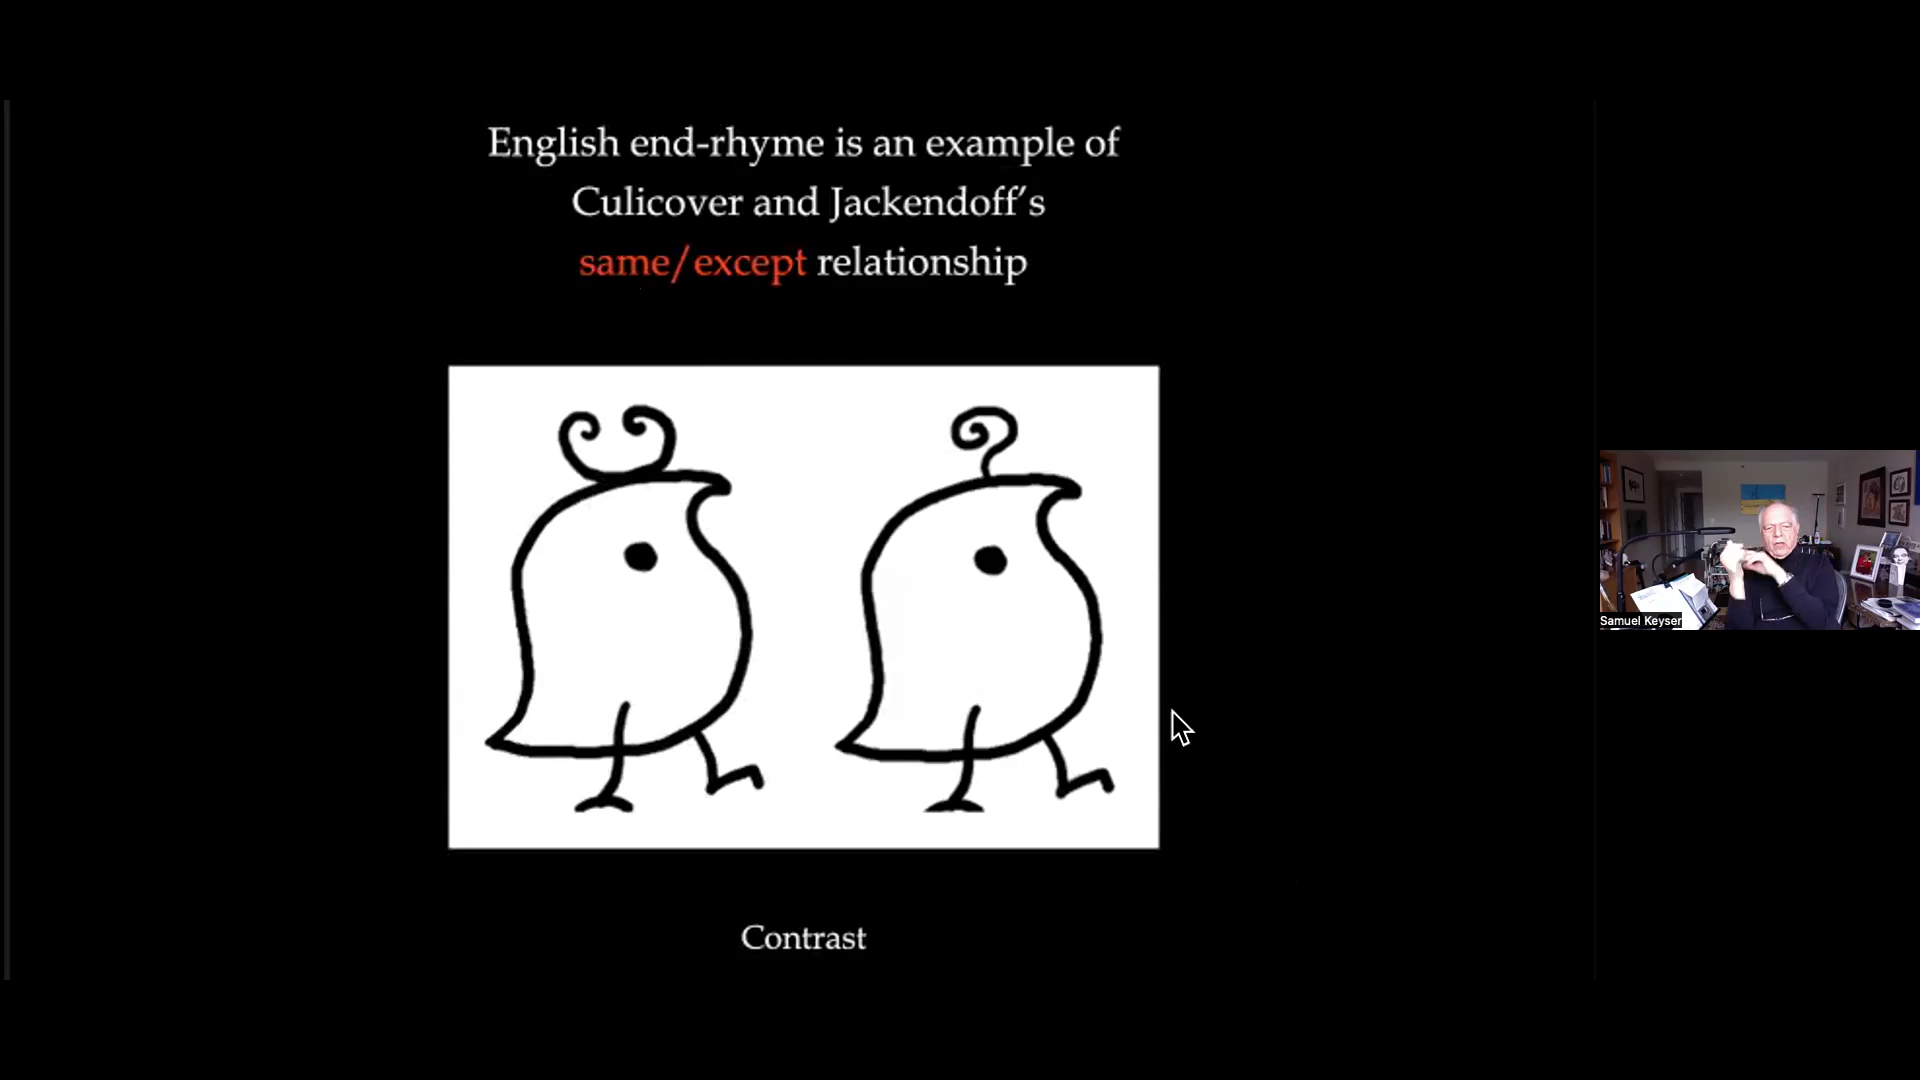 English end-rhyme is an example of
Culicover and Jackendoff's
same/except relationship
Contrast
Samuel Keyser